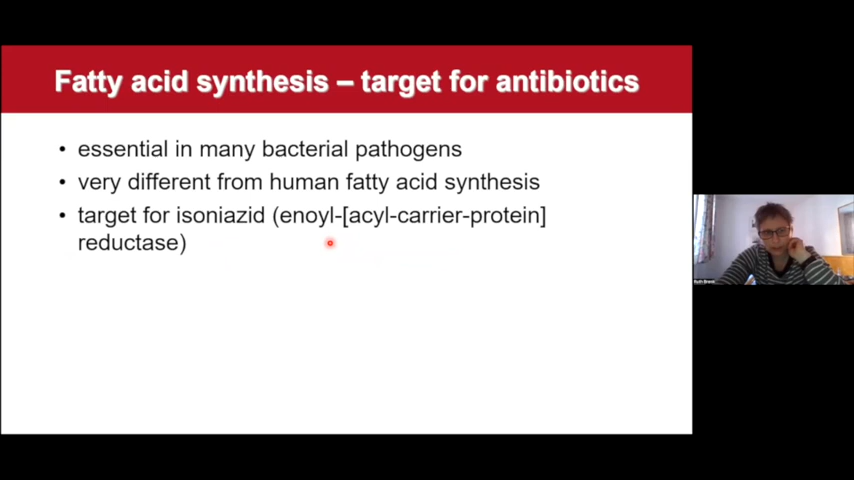 Fatty acid synthesis – target for antibiotics
• essential in many bacterial pathogens
• very different from human fatty acid synthesis
• target for isoniazid (enoyl-[acyl-carrier-protein]
reductase)